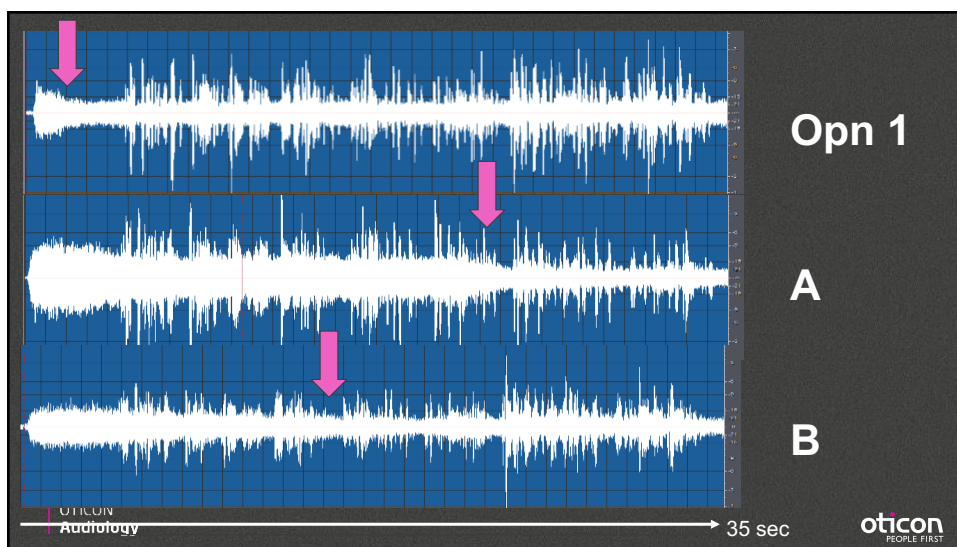 Opn 1
A
B
OTICON
Audiology
35 sec
oticon
PEOPLE FIRST